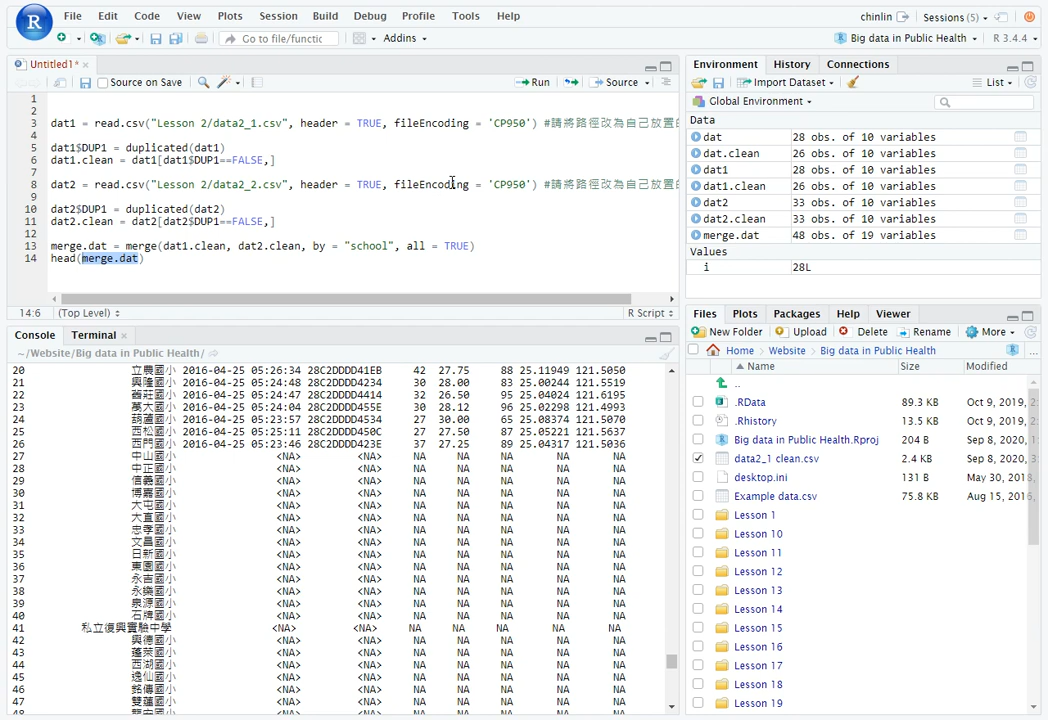 File Edit Code View Plots Session Build Debug Profile Tools Help
chinlin
Sessions (5)
Go to file/functic
Addins
Big data in Public Health
R 3.4.4
Untitled1*
Source on Save
Run
Source
1
2
3 dat1 = read.csv("Lesson 2/data2_1.csv", header = TRUE, fileEncoding = 'CP950') #請將路徑改為自己放置的
4
5 dat1$DUP1 = duplicated(dat1)
6 dat1.clean = dat1[dat1$DUP1==FALSE,]
7
8 dat2 = read.csv("Lesson 2/data2_2.csv", header = TRUE, fileEncoding = 'CP950') #請將路徑改為自己放置的
9
10 dat2$DUP1 = duplicated(dat2)
11 dat2.clean = dat2[dat2$DUP1==FALSE,]
12
13 merge.dat = merge(dat1.clean, dat2.clean, by = "school", all = TRUE)
14 head(merge.dat)
14:6 (Top Level) R Script
Console Terminal
~/Website/Big data in Public Health/
20 立農國小 2016-04-25 05:26:34 28C2DDDD41EB 42 27.75 88 25.11949 121.5050
21 興隆國小 2016-04-25 05:24:48 28C2DDDD4234 30 28.00 83 25.00244 121.5519
22 舊莊國小 2016-04-25 05:24:47 28C2DDDD4414 32 26.50 95 25.04024 121.6195
23 萬大國小 2016-04-25 05:24:04 28C2DDDD455E 30 28.12 96 25.02298 121.4993
24 葫蘆國小 2016-04-25 05:23:57 28C2DDDD4534 27 30.00 65 25.08374 121.5070
25 西松國小 2016-04-25 05:25:11 28C2DDDD450C 27 27.50 87 25.05221 121.5637
26 西門國小 2016-04-25 05:23:46 28C2DDDD423E 37 27.25 89 25.04317 121.5036
27 中山國小 <NA> <NA> NA NA NA NA NA
28 中正國小 <NA> <NA> NA NA NA NA NA
29 信義國小 <NA> <NA> NA NA NA NA NA
30 博嘉國小 <NA> <NA> NA NA NA NA NA
31 大屯國小 <NA> <NA> NA NA NA NA NA
32 大直國小 <NA> <NA> NA NA NA NA NA
33 忠孝國小 <NA> <NA> NA NA NA NA NA
34 文昌國小 <NA> <NA> NA NA NA NA NA
35 日新國小 <NA> <NA> NA NA NA NA NA
36 東園國小 <NA> <NA> NA NA NA NA NA
37 永吉國小 <NA> <NA> NA NA NA NA NA
38 永樂國小 <NA> <NA> NA NA NA NA NA
39 泉源國小 <NA> <NA> NA NA NA NA NA
40 石牌國小 <NA> <NA> NA NA NA NA NA
41 私立復興實驗中學 <NA> <NA> NA NA NA NA NA
42 興德國小 <NA> <NA> NA NA NA NA NA
43 蓬萊國小 <NA> <NA> NA NA NA NA NA
44 西湖國小 <NA> <NA> NA NA NA NA NA
45 逸仙國小 <NA> <NA> NA NA NA NA NA
46 銘傳國小 <NA> <NA> NA NA NA NA NA
47 雙蓮國小 <NA> <NA> NA NA NA NA NA
48 <NA> <NA> NA NA NA NA NA
Environment History Connections
Import Dataset
List
Global Environment
Data
dat 28 obs. of 10 variables
dat.clean 26 obs. of 10 variables
dat1 28 obs. of 10 variables
dat1.clean 26 obs. of 10 variables
dat2 33 obs. of 10 variables
dat2.clean 33 obs. of 10 variables
merge.dat 48 obs. of 19 variables
Values
i 28L
Files Plots Packages Help Viewer
New Folder Upload Delete Rename More
Home Website Big data in Public Health ...
Name Size Modified
..
.RData 89.3 KB Oct 9, 2019, 2:
.Rhistory 13.5 KB Oct 9, 2019, 2:
Big data in Public Health.Rproj 204 B Sep 8, 2020,
data2_1 clean.csv 2.4 KB Sep 8, 2020, 3:
desktop.ini 131 B May 30, 2018,
Example data.csv 75.8 KB Aug 15, 2016,
Lesson 1
Lesson 10
Lesson 11
Lesson 12
Lesson 13
Lesson 14
Lesson 15
Lesson 16
Lesson 17
Lesson 18
Lesson 19